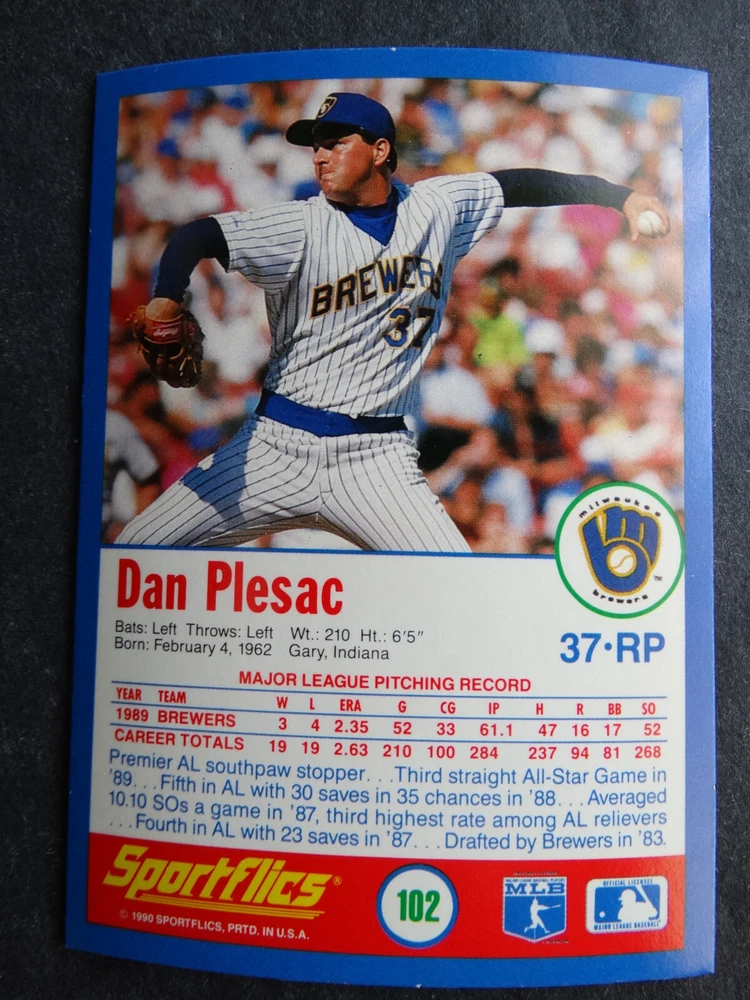 BREWERS
37
milwaukee
brewers
™
Dan Plesac
Bats: Left Throws: Left Wt.: 210 Ht.: 6'5"
Born: February 4, 1962 Gary, Indiana
37·RP
MAJOR LEAGUE PITCHING RECORD
YEAR TEAM W L ERA G CG IP H R BB SO
1989 BREWERS 3 4 2.35 52 33 61.1 47 16 17 52
CAREER TOTALS 19 19 2.63 210 100 284 237 94 81 268
Premier AL southpaw stopper. . .Third straight All-Star Game in
'89. . .Fifth in AL with 30 saves in 35 chances in '88. . .Averaged
10.10 SOs a game in '87, third highest rate among AL relievers
. . .Fourth in AL with 23 saves in '87. . .Drafted by Brewers in '83.
Sportflics®
© 1990 SPORTFLICS, PRTD. IN U.S.A.
102
MLB
OFFICIAL LICENSEE
MAJOR LEAGUE BASEBALL